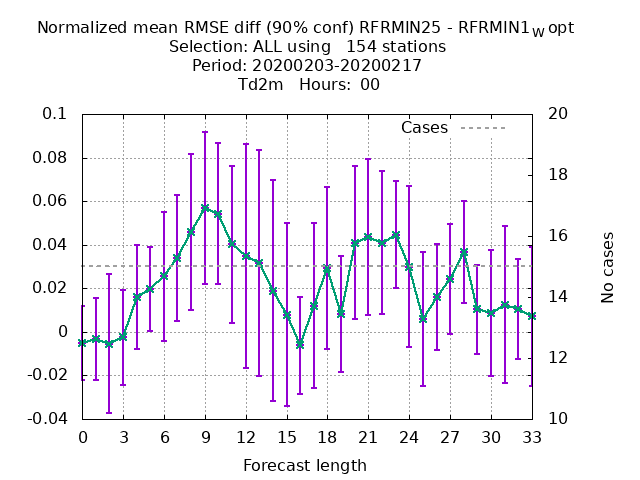 Normalized mean RMSE diff (90% conf) RFRMIN25 - RFRMIN1WOpt
Selection: ALL using   154 stations
Period: 20200203-20200217
Td2m   Hours:  00
0.1
0.08
0.06
0.04
0.02
0
-0.02
-0.04
20
18
16
14
12
10
Cases
No cases
0 3 6 9 12 15 18 21 24 27 30 33
Forecast length